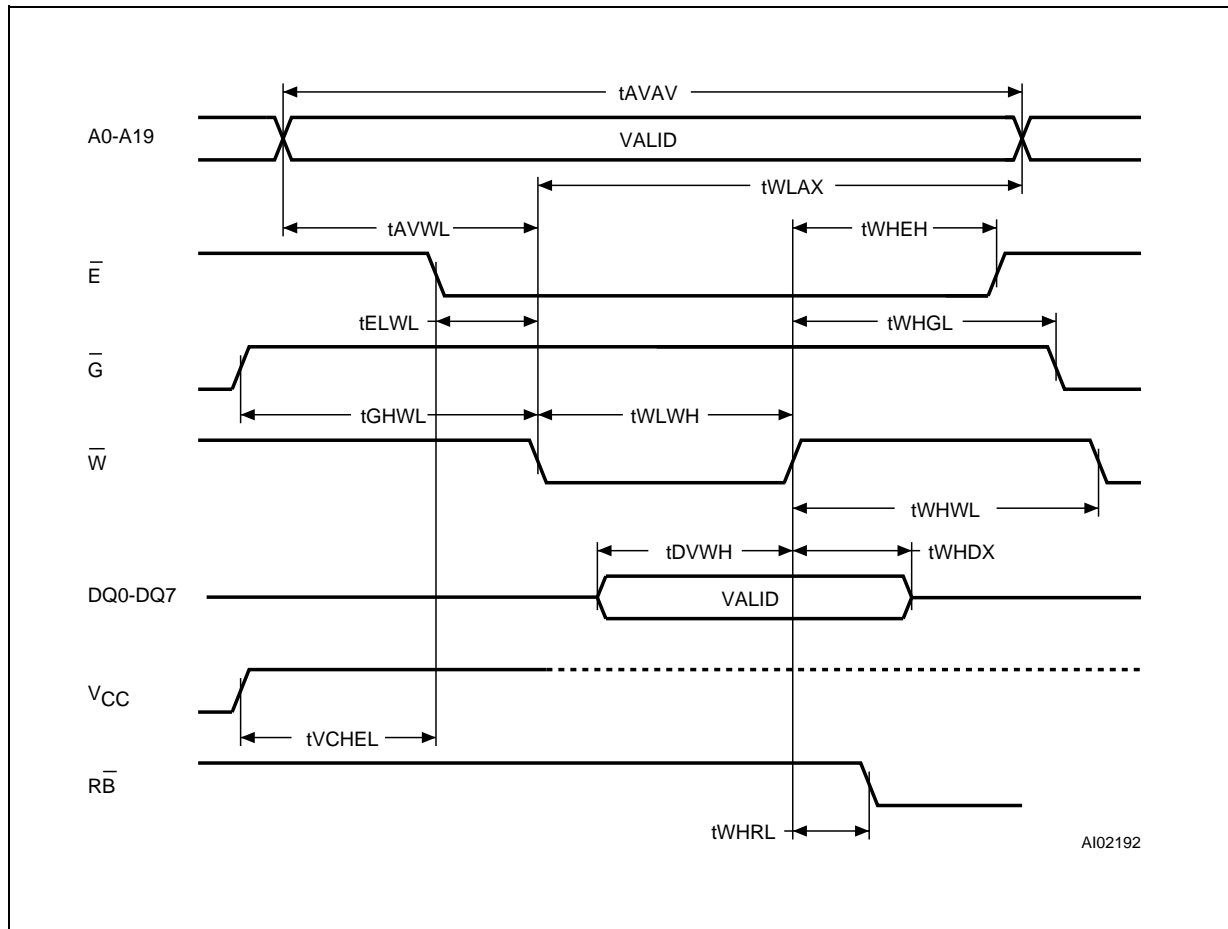 tAVAV
A0-A19
VALID
tWLAX
tAVWL
tWHEH
E̅
tELWL
tWHGL
G̅
tGHWL
tWLWH
W̅
tWHWL
tDVWH
tWHDX
DQ0-DQ7
VALID
VCC
tVCHEL
RB̅
tWHRL
AI02192